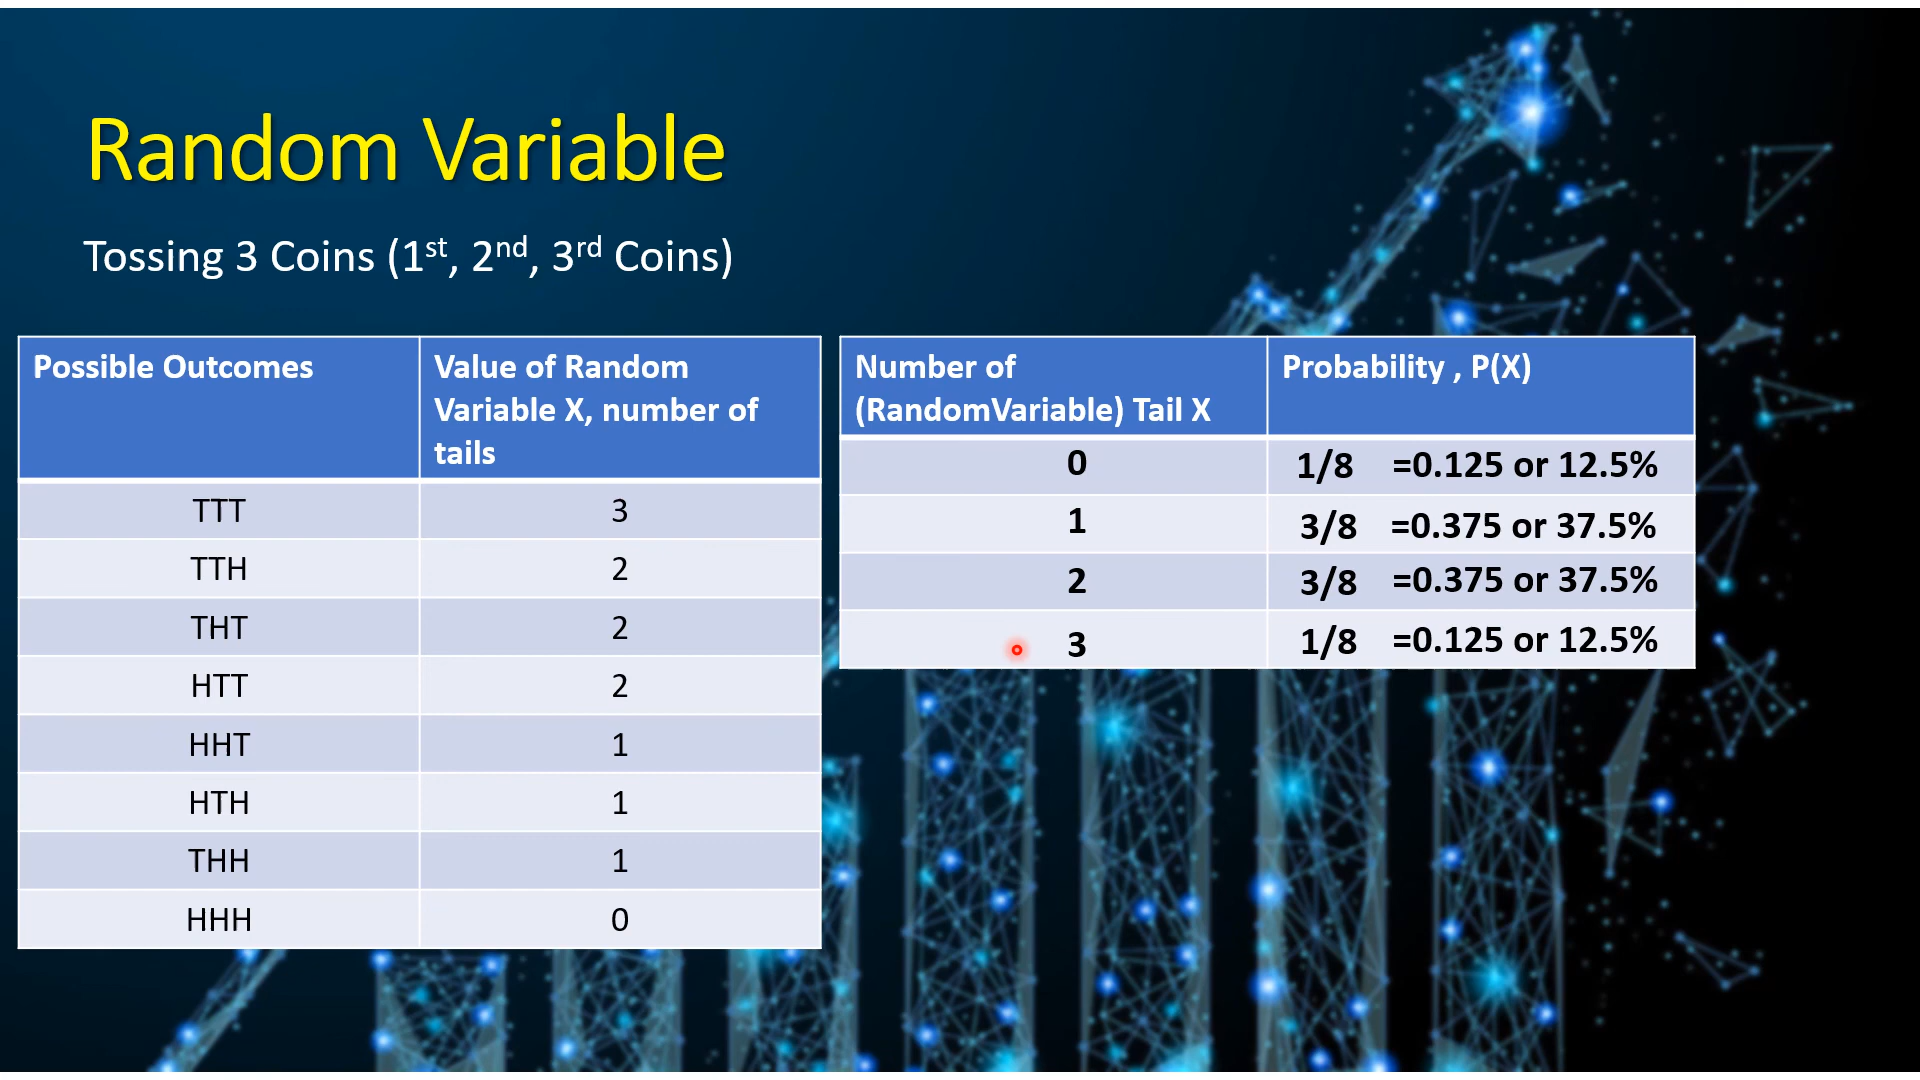 Random Variable
Tossing 3 Coins (1st, 2nd, 3rd Coins)
Possible Outcomes
Value of Random
Variable X, number of
tails
TTT 3
TTH 2
THT 2
HTT 2
HHT 1
HTH 1
THH 1
HHH 0
Number of
(RandomVariable) Tail X
Probability , P(X)
0 1/8 =0.125 or 12.5%
1 3/8 =0.375 or 37.5%
2 3/8 =0.375 or 37.5%
3 1/8 =0.125 or 12.5%